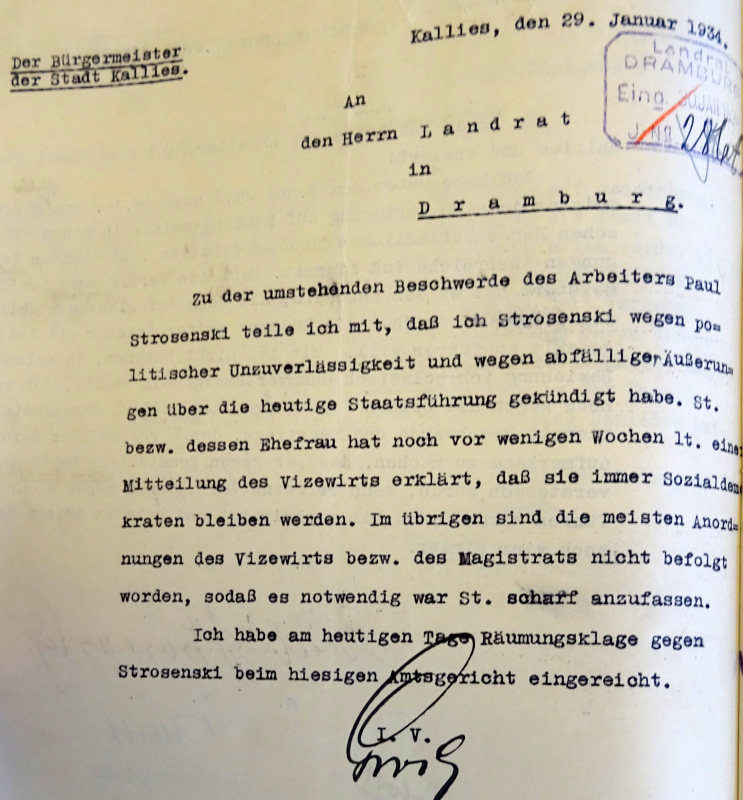 Kallies, den 29. Januar 1934.
Der Bürgermeister
der Stadt Kallies.
Landrat
DRAMBURG
Eing. 30.JAN.
J.No.
An
den Herrn L a n d r a t
in
D r a m b u r g.
Zu der umstehenden Beschwerde des Arbeiters Paul
Strosenski teile ich mit, daß ich Strosenski wegen po=
litischer Unzuverlässigkeit und wegen abfälliger Äußerun=
gen über die heutige Staatsführung gekündigt habe. St.
bezw. dessen Ehefrau hat noch vor wenigen Wochen lt. einer
Mitteilung des Vizewirts erklärt, daß sie immer Sozialdemo
kraten bleiben werden. Im übrigen sind die meisten Anord=
nungen des Vizewirts bezw. des Magistrats nicht befolgt
worden, sodaß es notwendig war St. scharf anzufassen.
Ich habe am heutigen Tage Räumungsklage gegen
Strosenski beim hiesigen Amtsgericht eingereicht.
I. V.